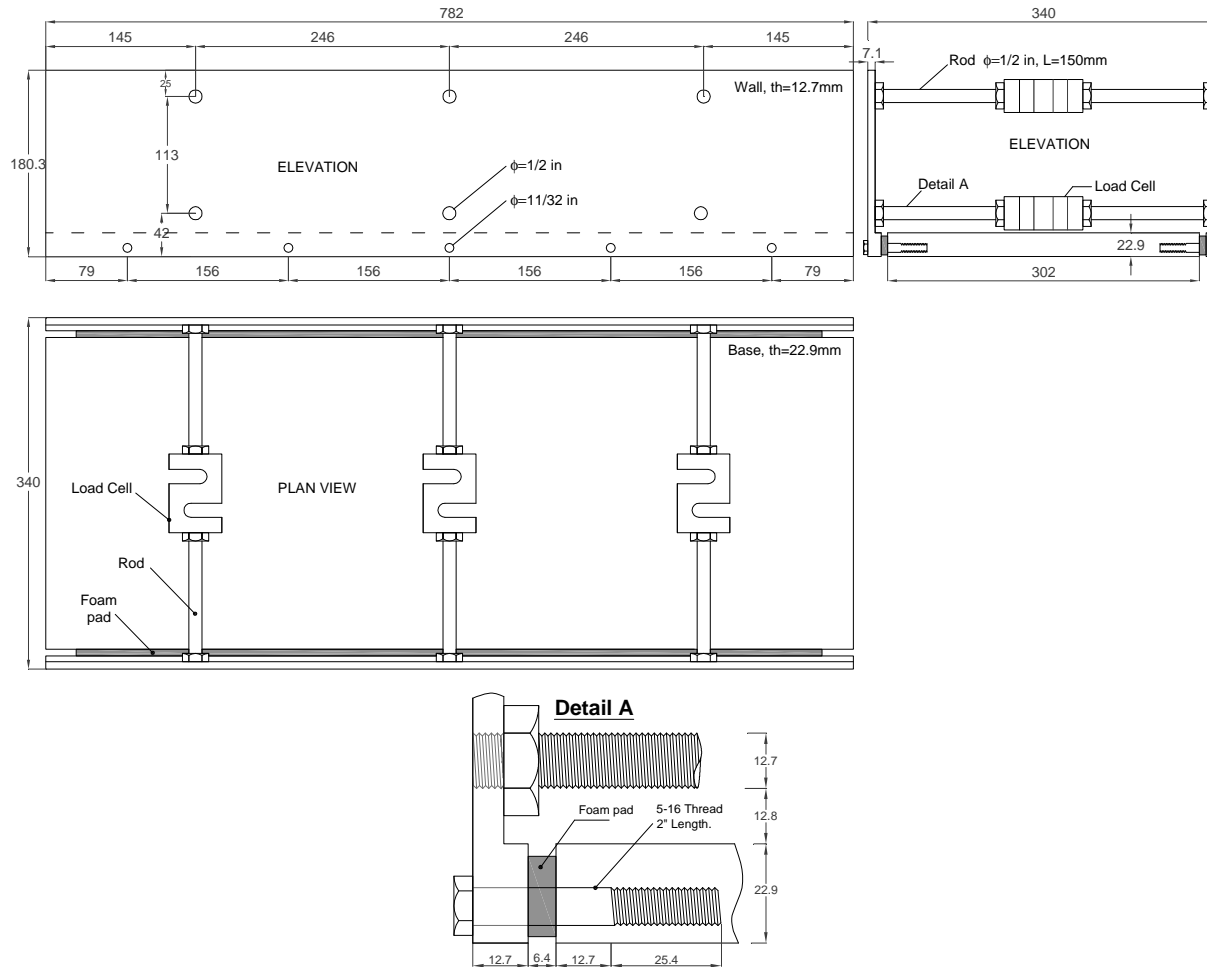 782
145
246
246
145
25
Wall, th=12.7mm
180.3
113
ELEVATION
ϕ=1/2 in
ϕ=11/32 in
42
79
156
156
156
156
79
340
7.1
Rod ϕ=1/2 in, L=150mm
ELEVATION
Detail A
Load Cell
22.9
302
Base, th=22.9mm
340
Load Cell
PLAN VIEW
Rod
Foam
pad
Detail A
12.7
Foam pad
5-16 Thread
2" Length.
12.8
22.9
12.7
6.4
12.7
25.4